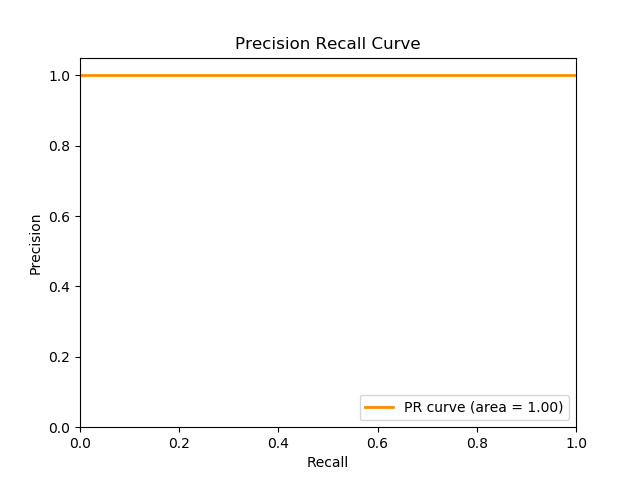 Precision Recall Curve
1.0
0.8
0.6
0.4
0.2
0.0
Precision
PR curve (area = 1.00)
0.0 0.2 0.4 0.6 0.8 1.0
Recall